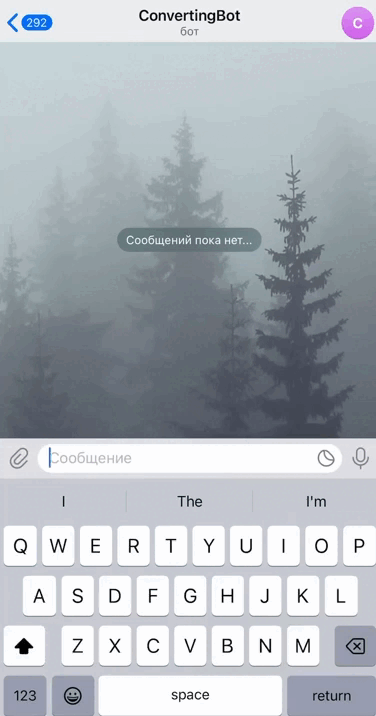 292
ConvertingBot
бот
C
Сообщений пока нет...
Сообщение
I The I'm
Q W E R T Y U I O P
A S D F G H J K L
Z X C V B N M
123 space return